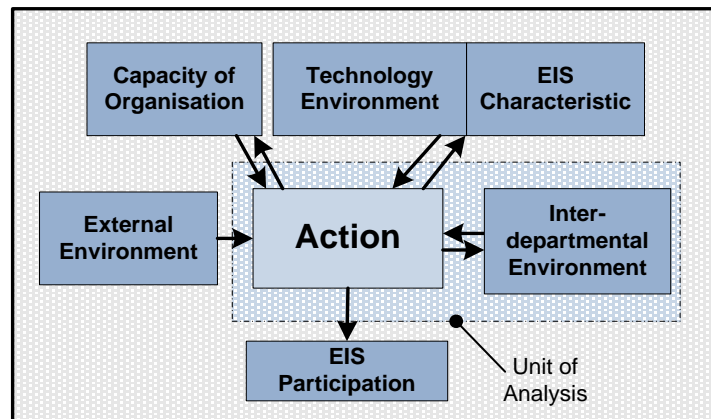 Capacity of
Organisation
Technology
Environment
EIS
Characteristic
External
Environment
Action
Inter-
departmental
Environment
EIS
Participation
Unit of
Analysis